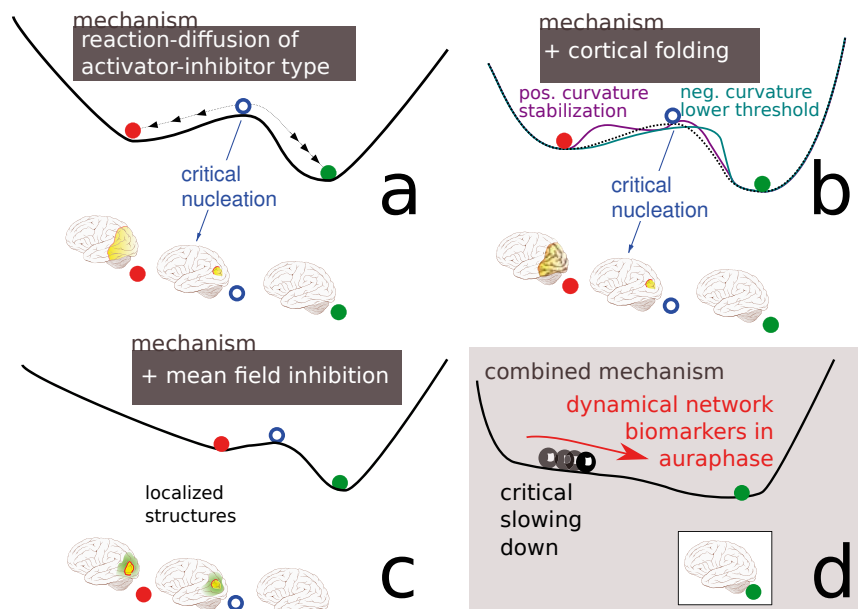 mechanism
reaction-diffusion of
activator-inhibitor type
critical
nucleation
a
mechanism
+ cortical folding
pos. curvature
stabilization
neg. curvature
lower threshold
critical
nucleation
b
mechanism
+ mean field inhibition
localized
structures
c
combined mechanism
dynamical network
biomarkers in
auraphase
critical
slowing
down
d